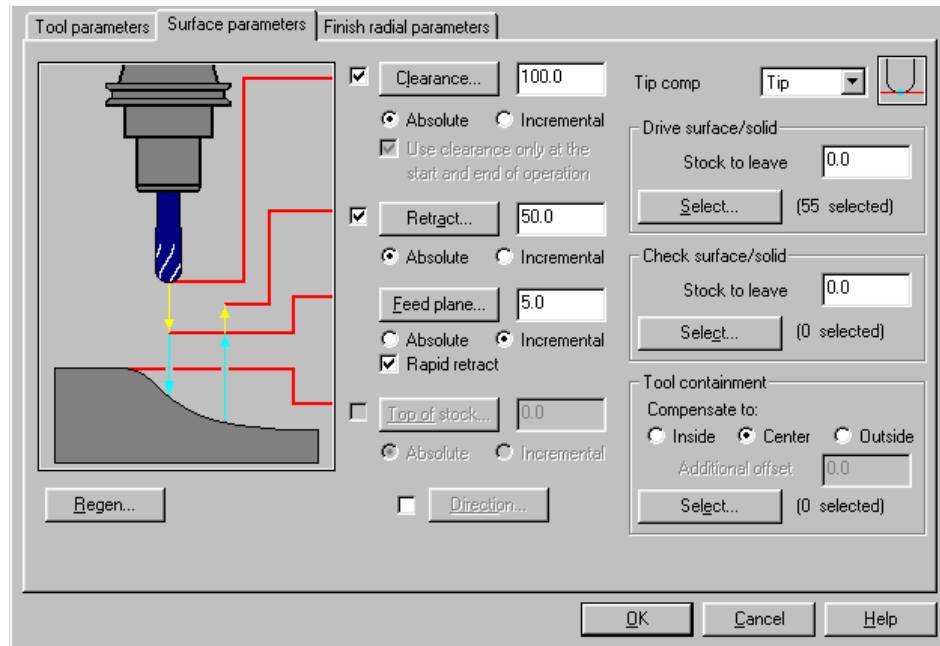 Tool parameters Surface parameters Finish radial parameters
Clearance... 100.0
Absolute Incremental
Use clearance only at the
start and end of operation
Retract... 50.0
Absolute Incremental
Feed plane... 5.0
Absolute Incremental
Rapid retract
Top of stock... 0.0
Absolute Incremental
Direction...
Regen...
Tip comp Tip
Drive surface/solid
Stock to leave 0.0
Select... (55 selected)
Check surface/solid
Stock to leave 0.0
Select... (0 selected)
Tool containment
Compensate to:
Inside Center Outside
Additional offset 0.0
Select... (0 selected)
OK Cancel Help